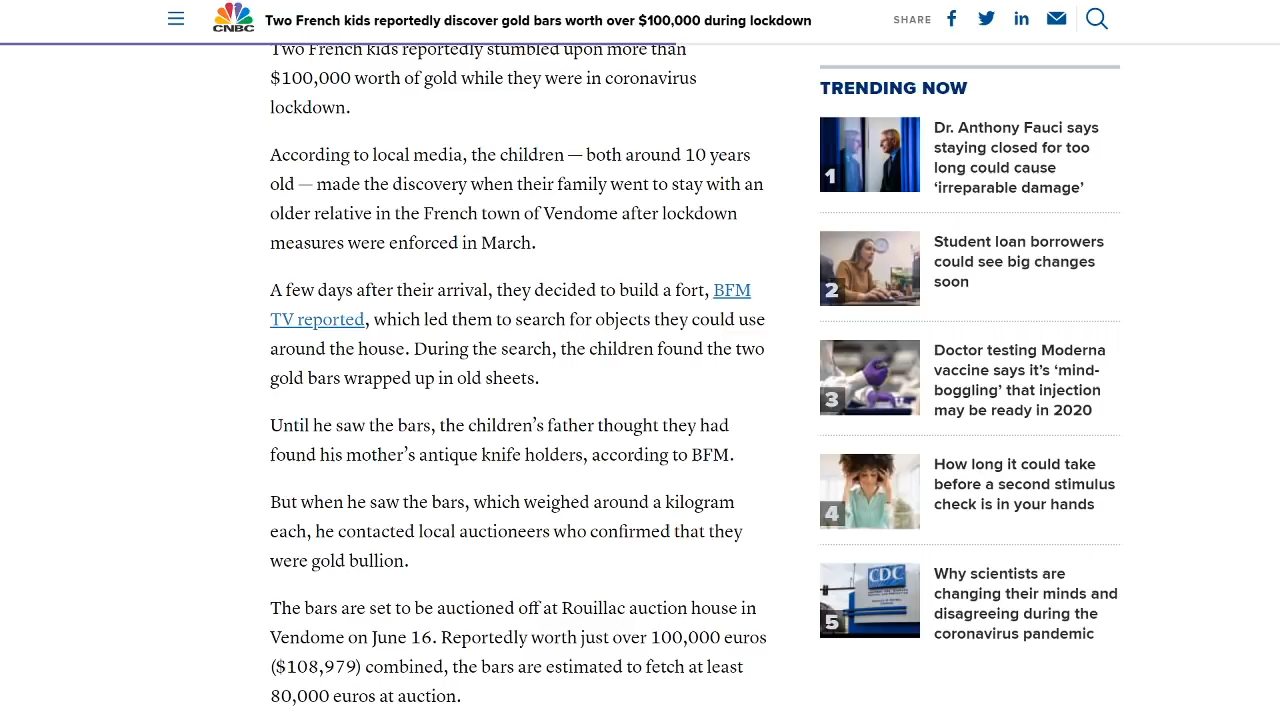 CNBC
Two French kids reportedly discover gold bars worth over $100,000 during lockdown
SHARE
Two French kids reportedly stumbled upon more than
$100,000 worth of gold while they were in coronavirus
lockdown.
According to local media, the children — both around 10 years
old — made the discovery when their family went to stay with an
older relative in the French town of Vendome after lockdown
measures were enforced in March.
A few days after their arrival, they decided to build a fort, BFM
TV reported, which led them to search for objects they could use
around the house. During the search, the children found the two
gold bars wrapped up in old sheets.
Until he saw the bars, the children’s father thought they had
found his mother’s antique knife holders, according to BFM.
But when he saw the bars, which weighed around a kilogram
each, he contacted local auctioneers who confirmed that they
were gold bullion.
The bars are set to be auctioned off at Rouillac auction house in
Vendome on June 16. Reportedly worth just over 100,000 euros
($108,979) combined, the bars are estimated to fetch at least
80,000 euros at auction.
TRENDING NOW
1
Dr. Anthony Fauci says
staying closed for too
long could cause
‘irreparable damage’
2
Student loan borrowers
could see big changes
soon
3
Doctor testing Moderna
vaccine says it’s ‘mind-
boggling’ that injection
may be ready in 2020
4
How long it could take
before a second stimulus
check is in your hands
5
CDC
Why scientists are
changing their minds and
disagreeing during the
coronavirus pandemic